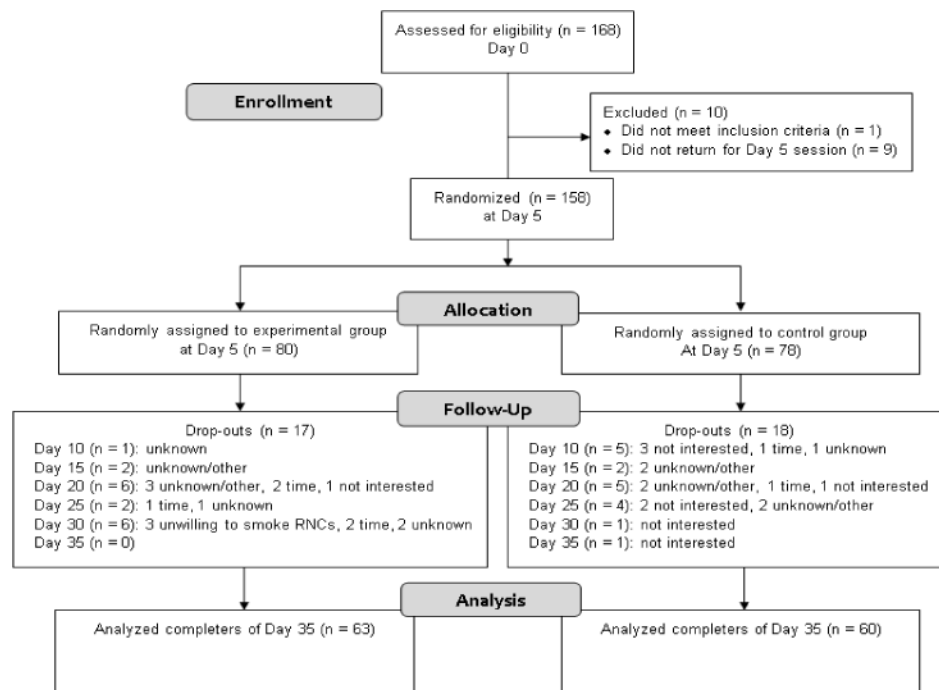 Assessed for eligibility (n = 168)
Day 0
Enrollment
Excluded (n = 10)
♦ Did not meet inclusion criteria (n = 1)
♦ Did not return for Day 5 session (n = 9)
Randomized (n = 158)
at Day 5
Allocation
Randomly assigned to experimental group
at Day 5 (n = 80)
Randomly assigned to control group
At Day 5 (n = 78)
Follow-Up
Drop-outs (n = 17)
Day 10 (n = 1): unknown
Day 15 (n = 2): unknown/other
Day 20 (n = 6): 3 unknown/other, 2 time, 1 not interested
Day 25 (n = 2): 1 time, 1 unknown
Day 30 (n = 6): 3 unwilling to smoke RNCs, 2 time, 2 unknown
Day 35 (n = 0)
Drop-outs (n = 18)
Day 10 (n = 5): 3 not interested, 1 time, 1 unknown
Day 15 (n = 2): 2 unknown/other
Day 20 (n = 5): 2 unknown/other, 1 time, 1 not interested
Day 25 (n = 4): 2 not interested, 2 unknown/other
Day 30 (n = 1): not interested
Day 35 (n = 1): not interested
Analysis
Analyzed completers of Day 35 (n = 63)
Analyzed completers of Day 35 (n = 60)